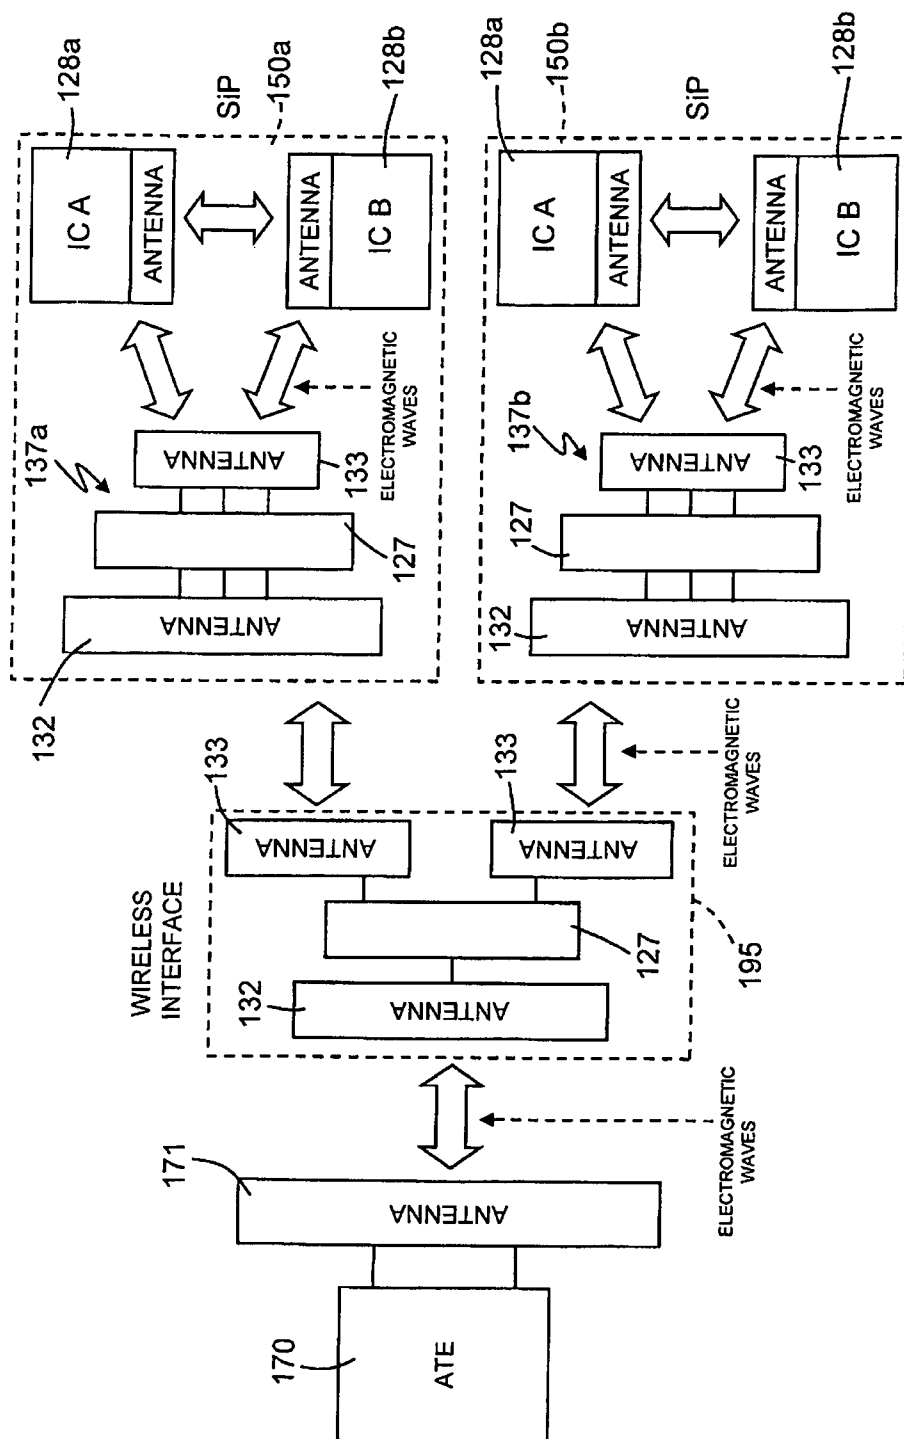 170
ATE
171
ANTENNA
ELECTROMAGNETIC
WAVES
WIRELESS
INTERFACE
132
ANTENNA
127
133
ANTENNA
133
ANTENNA
195
ELECTROMAGNETIC
WAVES
132
ANTENNA
137a
127
ANTENNA
133
ELECTROMAGNETIC
WAVES
IC A
ANTENNA
128a
ANTENNA
IC B
128b
SiP
150a
132
ANTENNA
127
137b
ANTENNA
133
ELECTROMAGNETIC
WAVES
IC A
ANTENNA
128a
ANTENNA
IC B
128b
150b
SiP